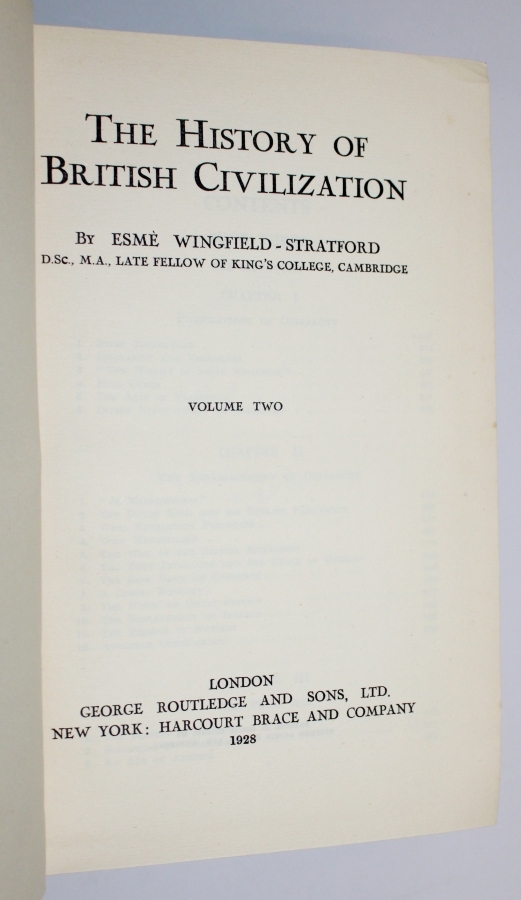 THE HISTORY OF
BRITISH CIVILIZATION
BY ESMÈ WINGFIELD-STRATFORD
D.SC., M.A., LATE FELLOW OF KING'S COLLEGE, CAMBRIDGE
VOLUME TWO
LONDON
GEORGE ROUTLEDGE AND SONS, LTD.
NEW YORK: HARCOURT BRACE AND COMPANY
1928